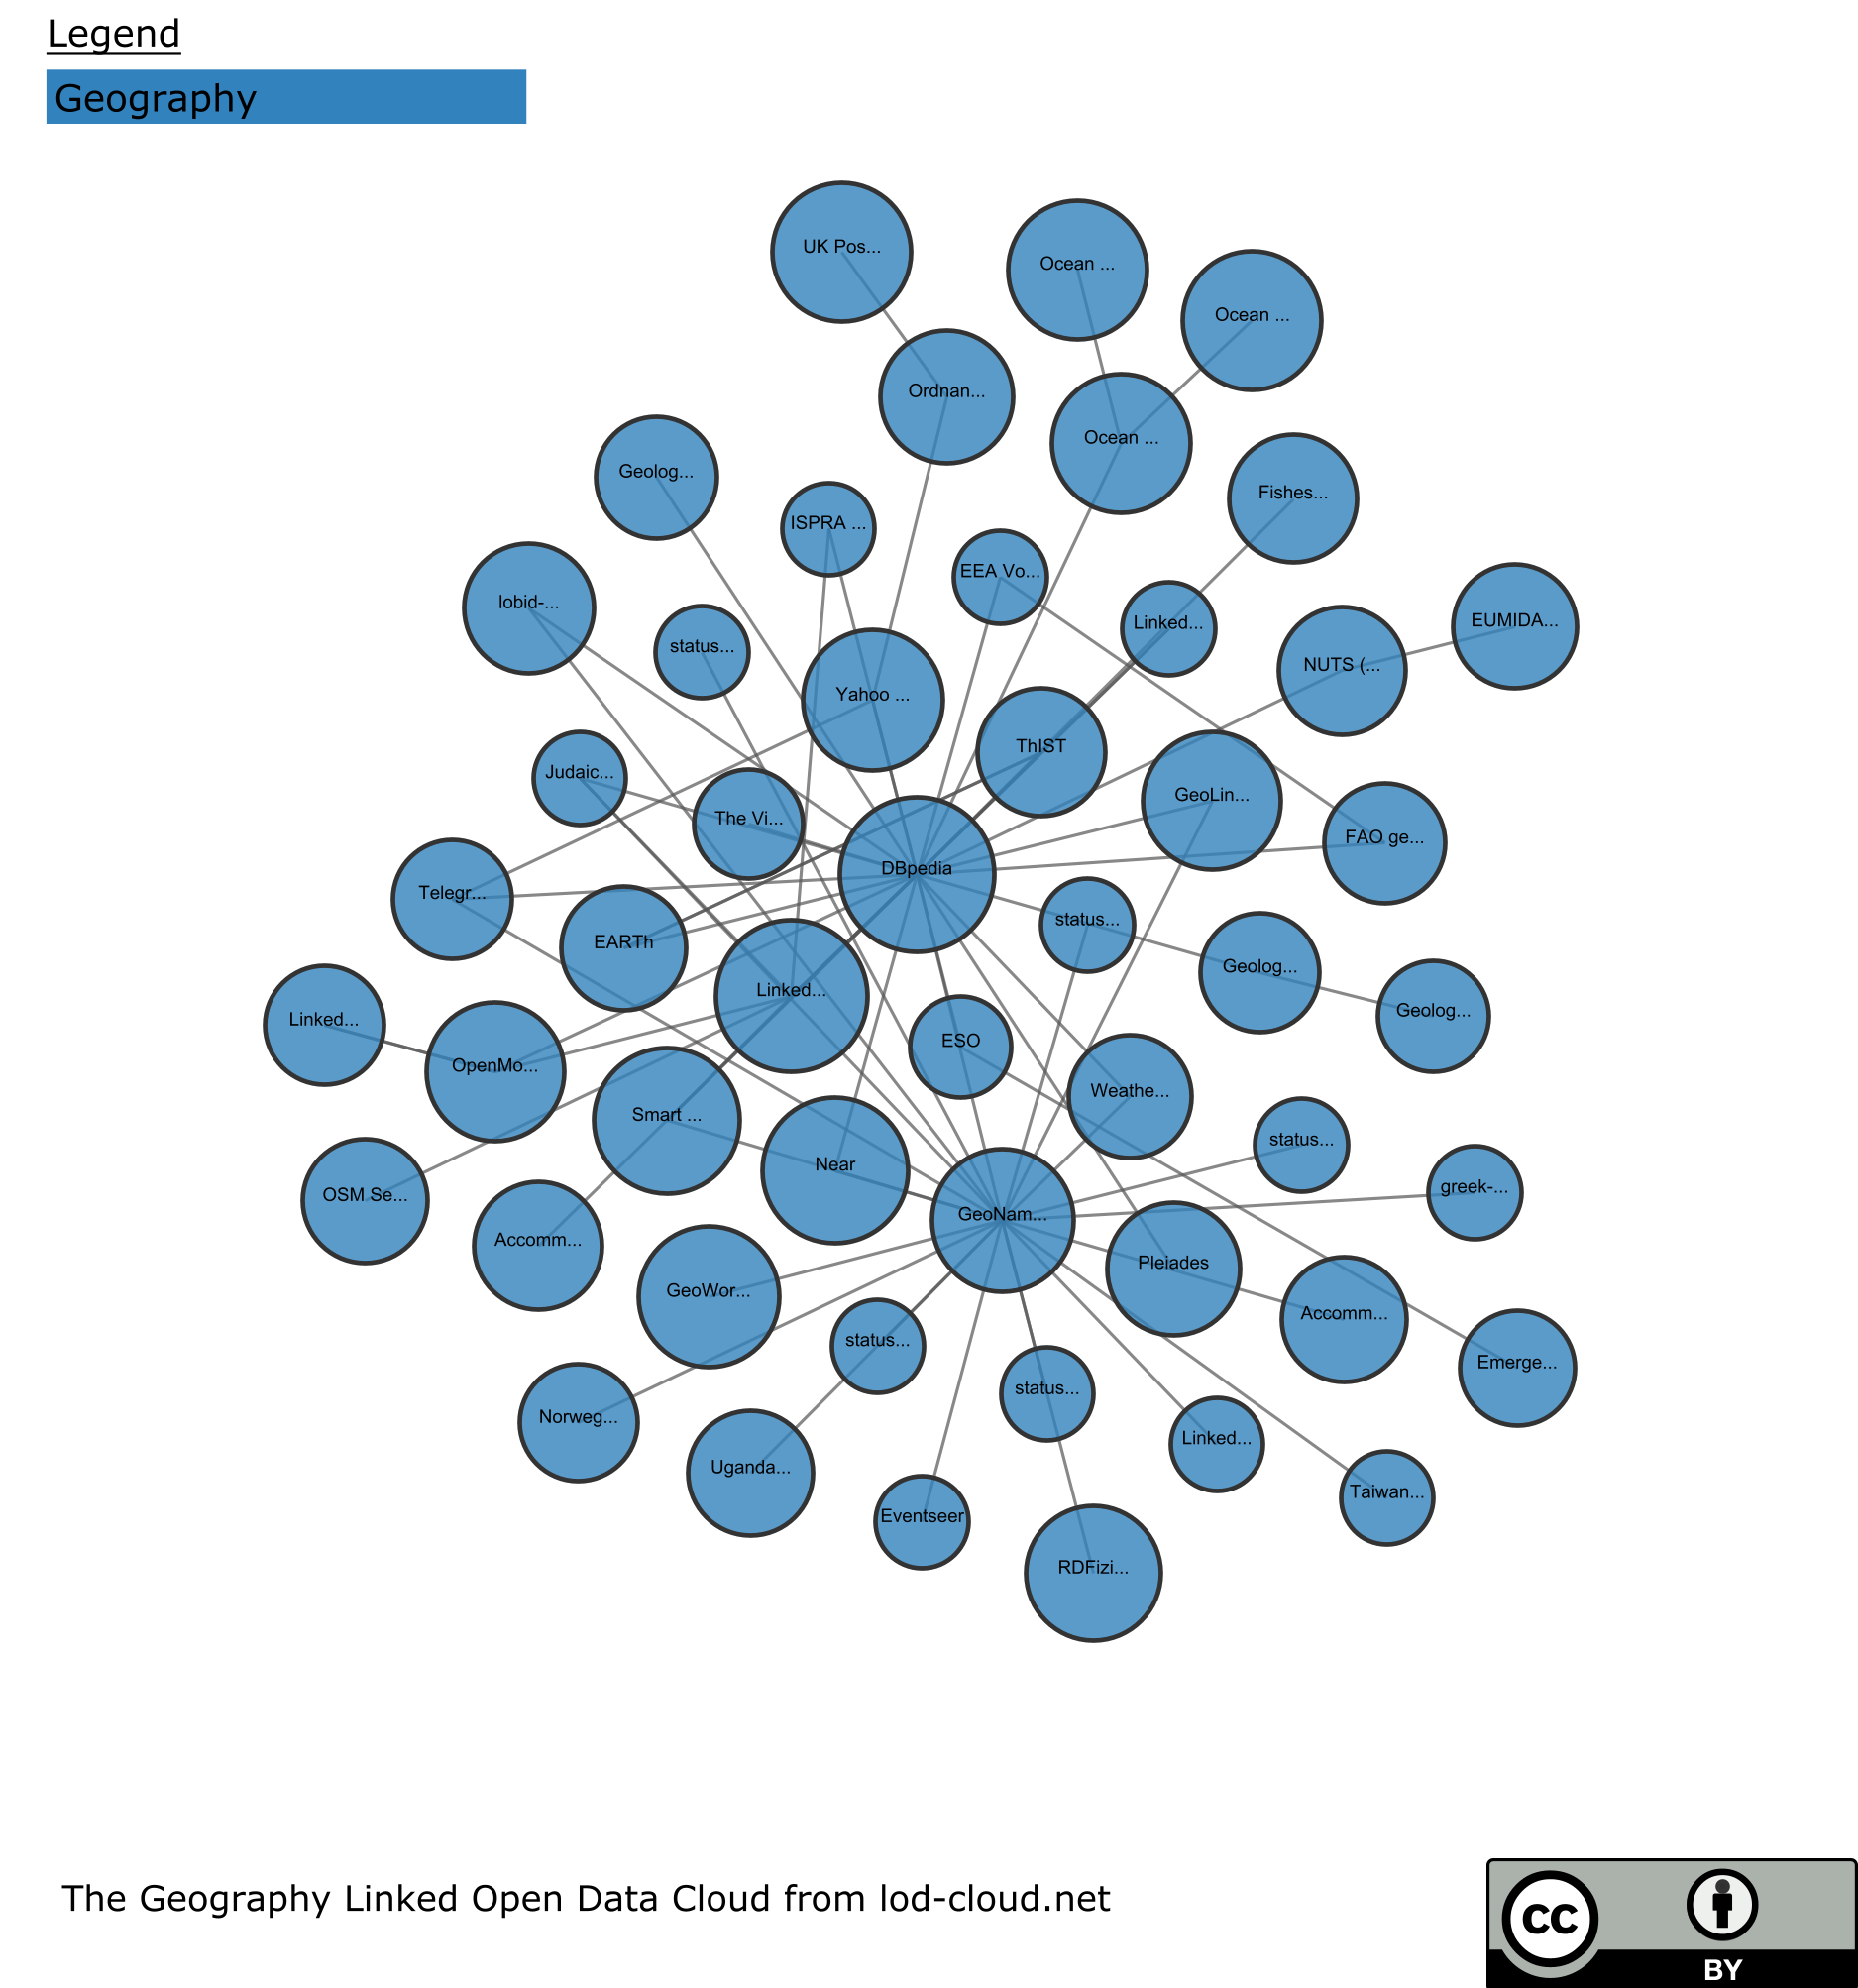 Legend
Geography
UK Pos...
Ocean ...
Ocean ...
Ordnan...
Ocean ...
Geolog...
Fishes...
ISPRA ...
EEA Vo...
lobid-...
Linked...
EUMIDA...
status...
NUTS (...
Yahoo ...
ThIST
Judaic...
GeoLin...
The Vi...
FAO ge...
DBpedia
Telegr...
status...
EARTh
Geolog...
Linked...
Geolog...
Linked...
ESO
OpenMo...
Weathe...
Smart ...
status...
Near
greek-...
OSM Se...
GeoNam...
Accomm...
Pleiades
GeoWor...
Accomm...
status...
Emerge...
Norweg...
status...
Linked...
Uganda...
Taiwan...
Eventseer
RDFizi...
The Geography Linked Open Data Cloud from lod-cloud.net
cc
BY